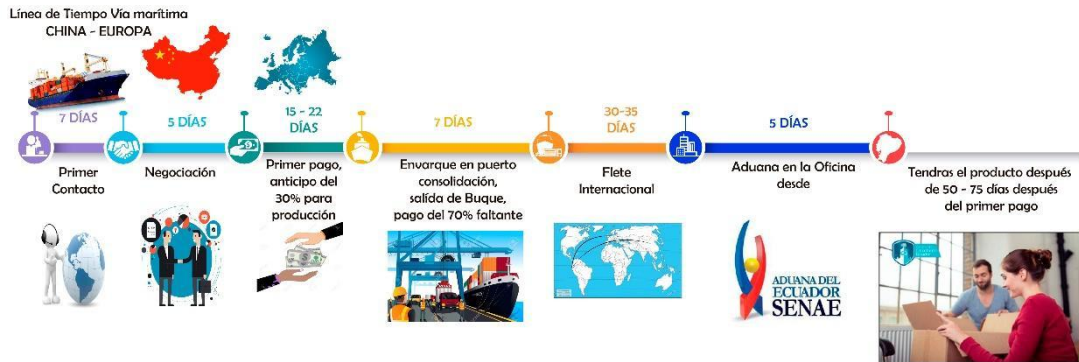 Línea de Tiempo Vía marítima
CHINA - EUROPA
7 DÍAS
5 DÍAS
15 - 22
DÍAS
7 DÍAS
30-35
DÍAS
5 DÍAS
Primer
Contacto
Negociación
Primer pago,
anticipo del
30% para
producción
Envarque en puerto
consolidación,
salida de Buque,
pago del 70% faltante
Flete
Internacional
Aduana en la Oficina
desde
Tendras el producto después
de 50 - 75 días después
del primer pago
ADUANA DEL
ECUADOR
SENAE